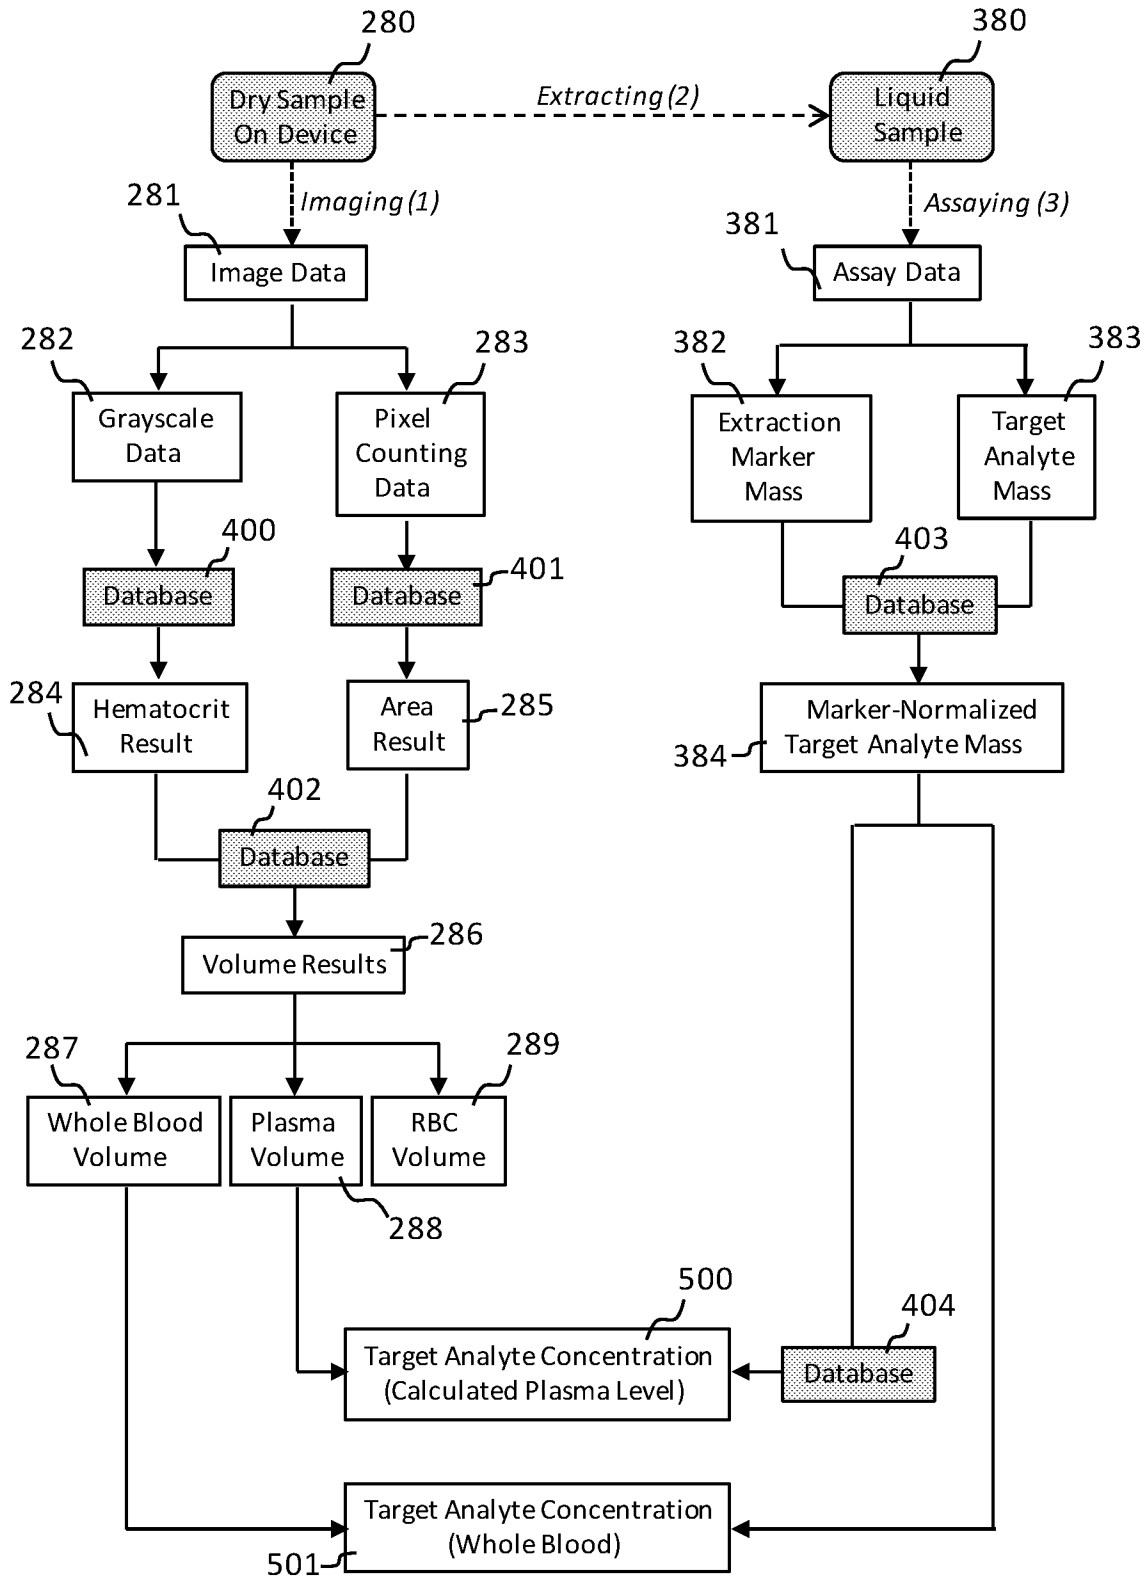 280
380
Dry Sample
On Device
Extracting (2)
Liquid
Sample
281
Imaging (1)
381
Assaying (3)
Image Data
Assay Data
282
283
382
383
Grayscale
Data
Pixel
Counting
Data
Extraction
Marker
Mass
Target
Analyte
Mass
400
401
403
Database
Database
Database
284
Hematocrit
Result
Area
Result
285
Marker-Normalized
Target Analyte Mass
384
402
Database
286
Volume Results
287
289
Whole Blood
Volume
Plasma
Volume
RBC
Volume
288
500
404
Target Analyte Concentration
(Calculated Plasma Level)
Database
Target Analyte Concentration
(Whole Blood)
501